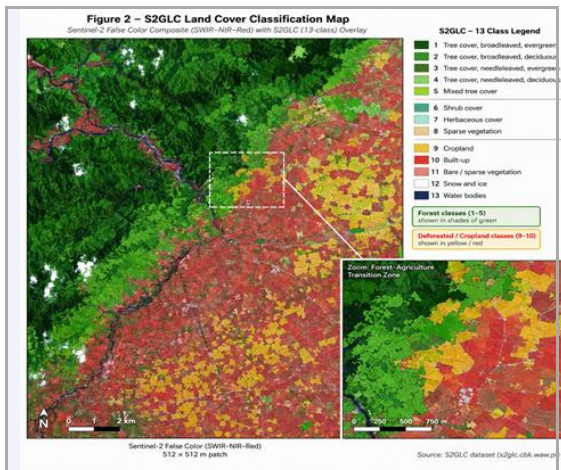 Figure 2 – S2GLC Land Cover Classification Map
Sentinel-2 False Color Composite (SWIR–NIR–Red) with S2GLC (13-class) Overlay
S2GLC – 13 Class Legend
1 Tree cover, broadleaved, evergreen
2 Tree cover, broadleaved, deciduous
3 Tree cover, needleleaved, evergreen
4 Tree cover, needleleaved, deciduou
5 Mixed tree cover
6 Shrub cover
7 Herbaceous cover
8 Sparse vegetation
9 Cropland
10 Built-up
11 Bare / sparse vegetation
12 Snow and ice
13 Water bodies
Forest classes (1–5)
shown in shades of green
Deforested / Cropland classes (9–10)
shown in yellow / red
Zoom: Forest–Agriculture
Transition Zone
N
0 1 2 km
0 250 500 750 m
Sentinel-2 False Color (SWIR–NIR–Red)
512 × 512 m patch
Source: S2GLC dataset (s2glc.cbk.waw.p